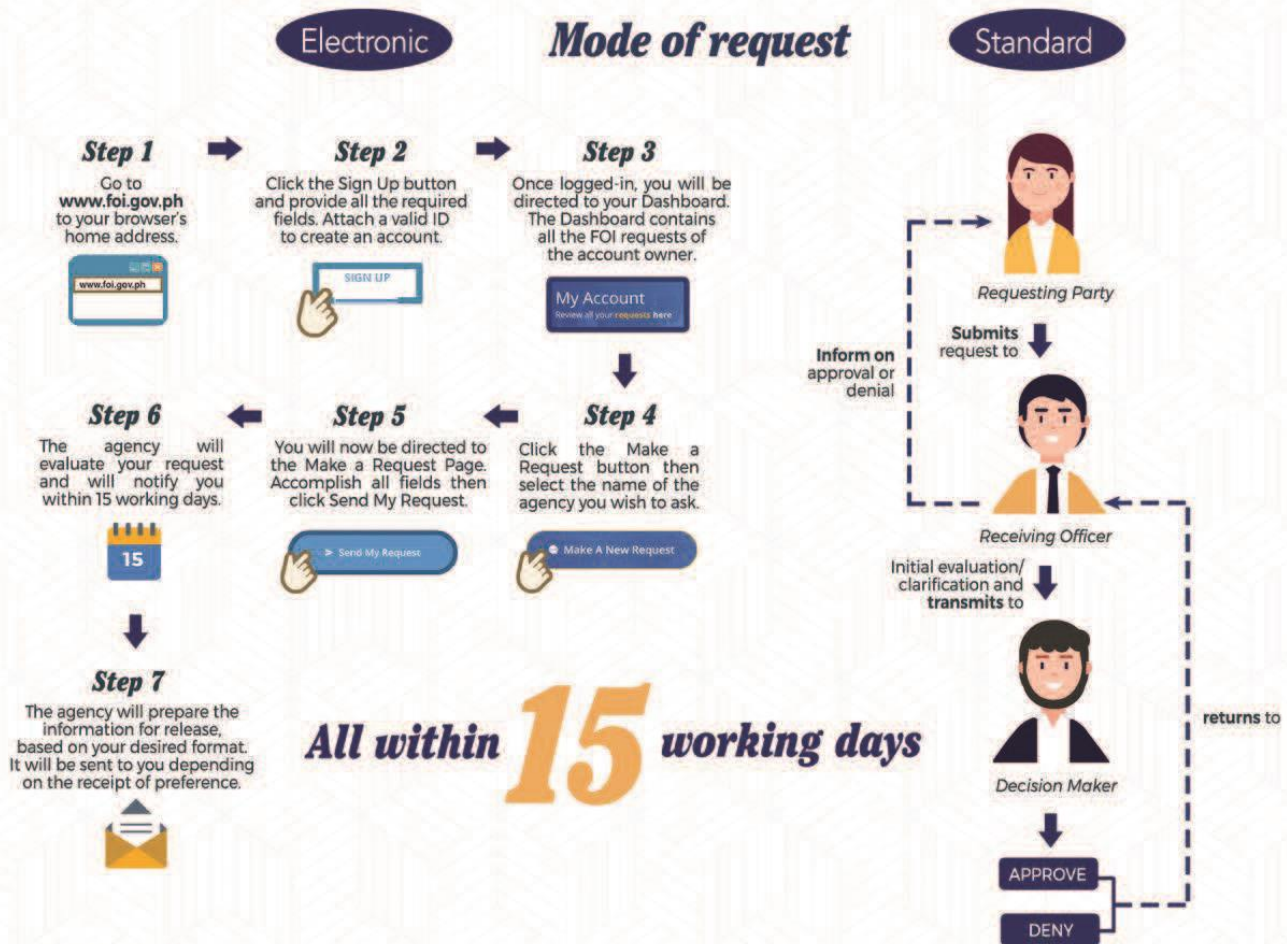 Electronic
Mode of request
Standard
Step 1
Go to
www.foi.gov.ph
to your browser's
home address.
www.foi.gov.ph
Step 2
Click the Sign Up button
and provide all the required
fields. Attach a valid ID
to create an account.
SIGN UP
Step 3
Once logged-in, you will be
directed to your Dashboard.
The Dashboard contains
all the FOI requests of
the account owner.
My Account
Review all your requests here
Step 4
Click the Make a
Request button then
select the name of the
agency you wish to ask.
Make A New Request
Step 5
You will now be directed to
the Make a Request Page.
Accomplish all fields then
click Send My Request.
Send My Request
Step 6
The agency will
evaluate your request
and will notify you
within 15 working days.
15
Step 7
The agency will prepare the
information for release,
based on your desired format.
It will be sent to you depending
on the receipt of preference.
All within 15 working days
Requesting Party
Submits
request to
Inform on
approval or
denial
Receiving Officer
Initial evaluation/
clarification and
transmits to
Decision Maker
returns to
APPROVE
DENY